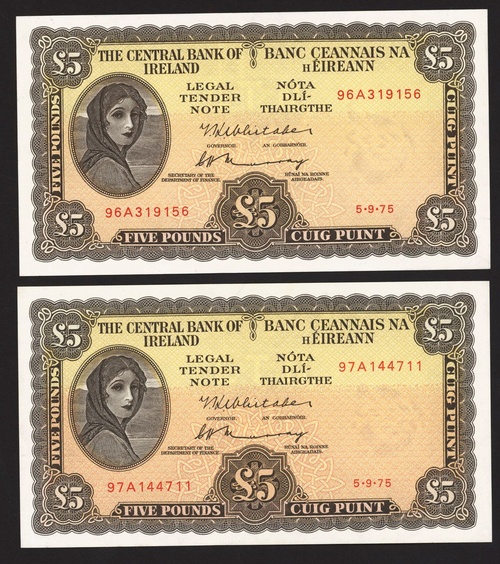 £5 £5
THE CENTRAL BANK OF IRELAND
BANC CEANNAIS NA hÉIREANN
LEGAL TENDER NOTE
NÓTA DLÍ-THAIRGTHE
96A319156
FIVE POUNDS
CUIG PUINT
T.K. Whitaker
GOVERNOR. AN GOBHARNÓIR.
C.H. Murray
SECRETARY OF THE DEPARTMENT OF FINANCE.
RÚNAÍ NA ROINNE AIRGEADAIS.
96A319156
5·9·75
£5 £5 £5
FIVE POUNDS CUIG PUINT
£5 £5
THE CENTRAL BANK OF IRELAND
BANC CEANNAIS NA hÉIREANN
LEGAL TENDER NOTE
NÓTA DLÍ-THAIRGTHE
97A144711
FIVE POUNDS
CUIG PUINT
T.K. Whitaker
GOVERNOR. AN GOBHARNÓIR.
C.H. Murray
SECRETARY OF THE DEPARTMENT OF FINANCE.
RÚNAÍ NA ROINNE AIRGEADAIS.
97A144711
5·9·75
£5 £5 £5
FIVE POUNDS CUIG PUINT